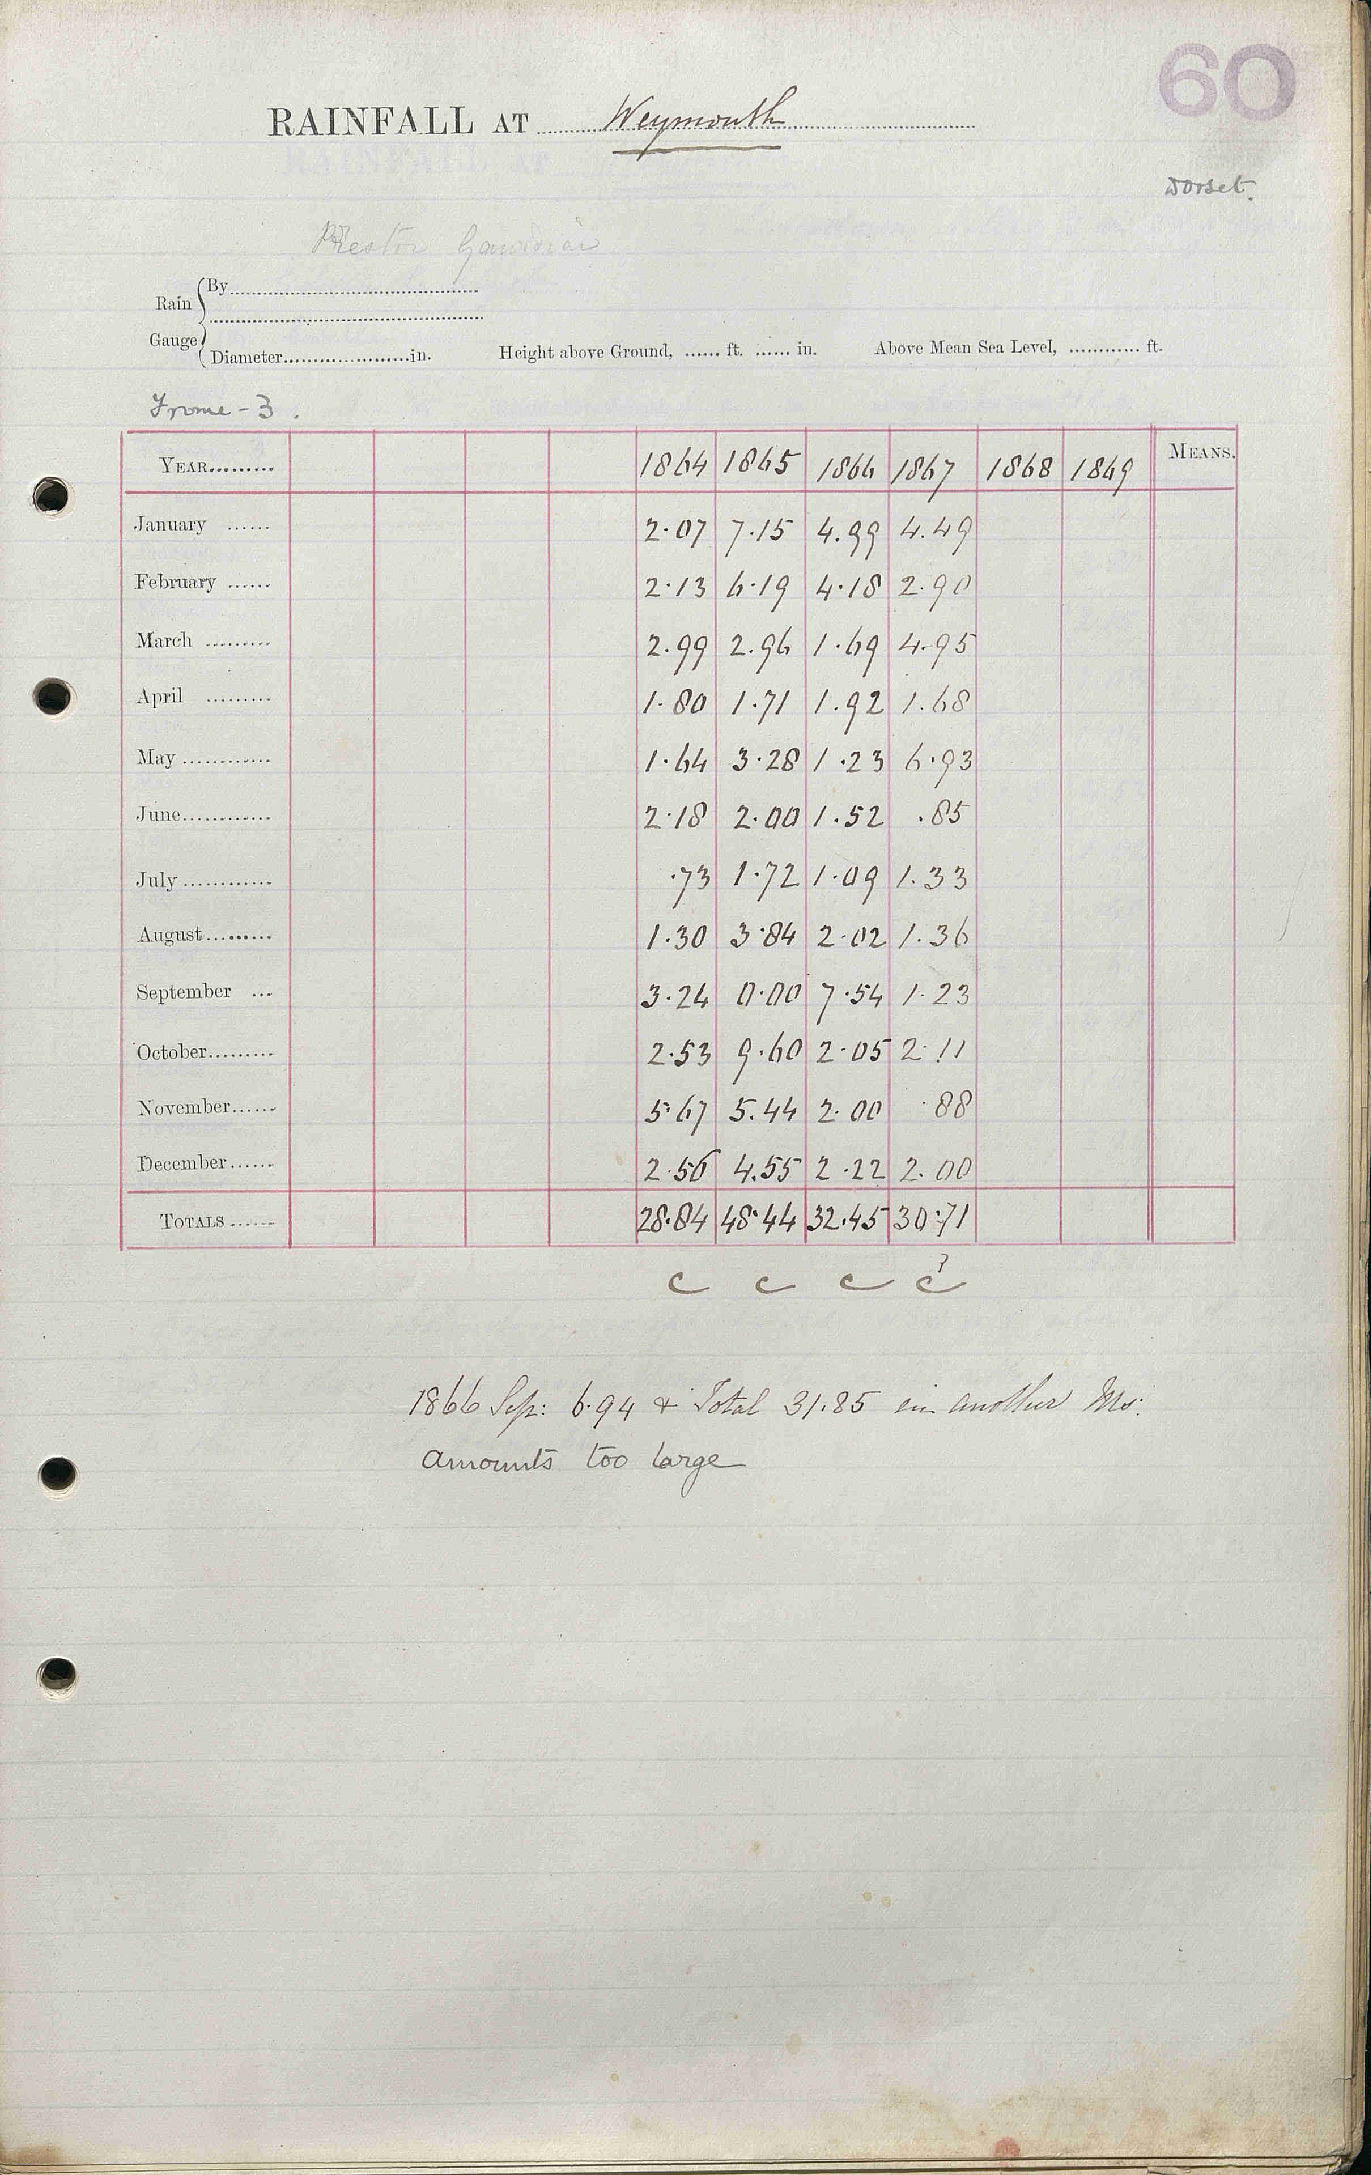 60
RAINFALL AT Weymouth
Dorset.
Rain Gauge
By
Diameter in. Height above Ground, ft. in. Above Mean Sea Level, ft.
Frome - 3.
YEAR 1864 1865 1866 1867 1868 1869 MEANS.
January 2.07 7.15 4.99 4.49
February 2.13 6.19 4.18 2.90
March 2.99 2.96 1.69 4.95
April 1.80 1.71 1.92 1.68
May 1.64 3.28 1.23 6.93
June 2.18 2.00 1.52 .85
July .73 1.72 1.09 1.33
August 1.30 3.84 2.02 1.36
September 3.24 0.00 7.54 1.23
October 2.53 9.60 2.05 2.11
November 5.67 5.44 2.00 .88
December 2.56 4.55 2.22 2.00
TOTALS 28.84 48.44 32.45 30.71
c c c c ?
1866 Sep: 6.94 & Total 31.85 in another Ms.
amounts too large